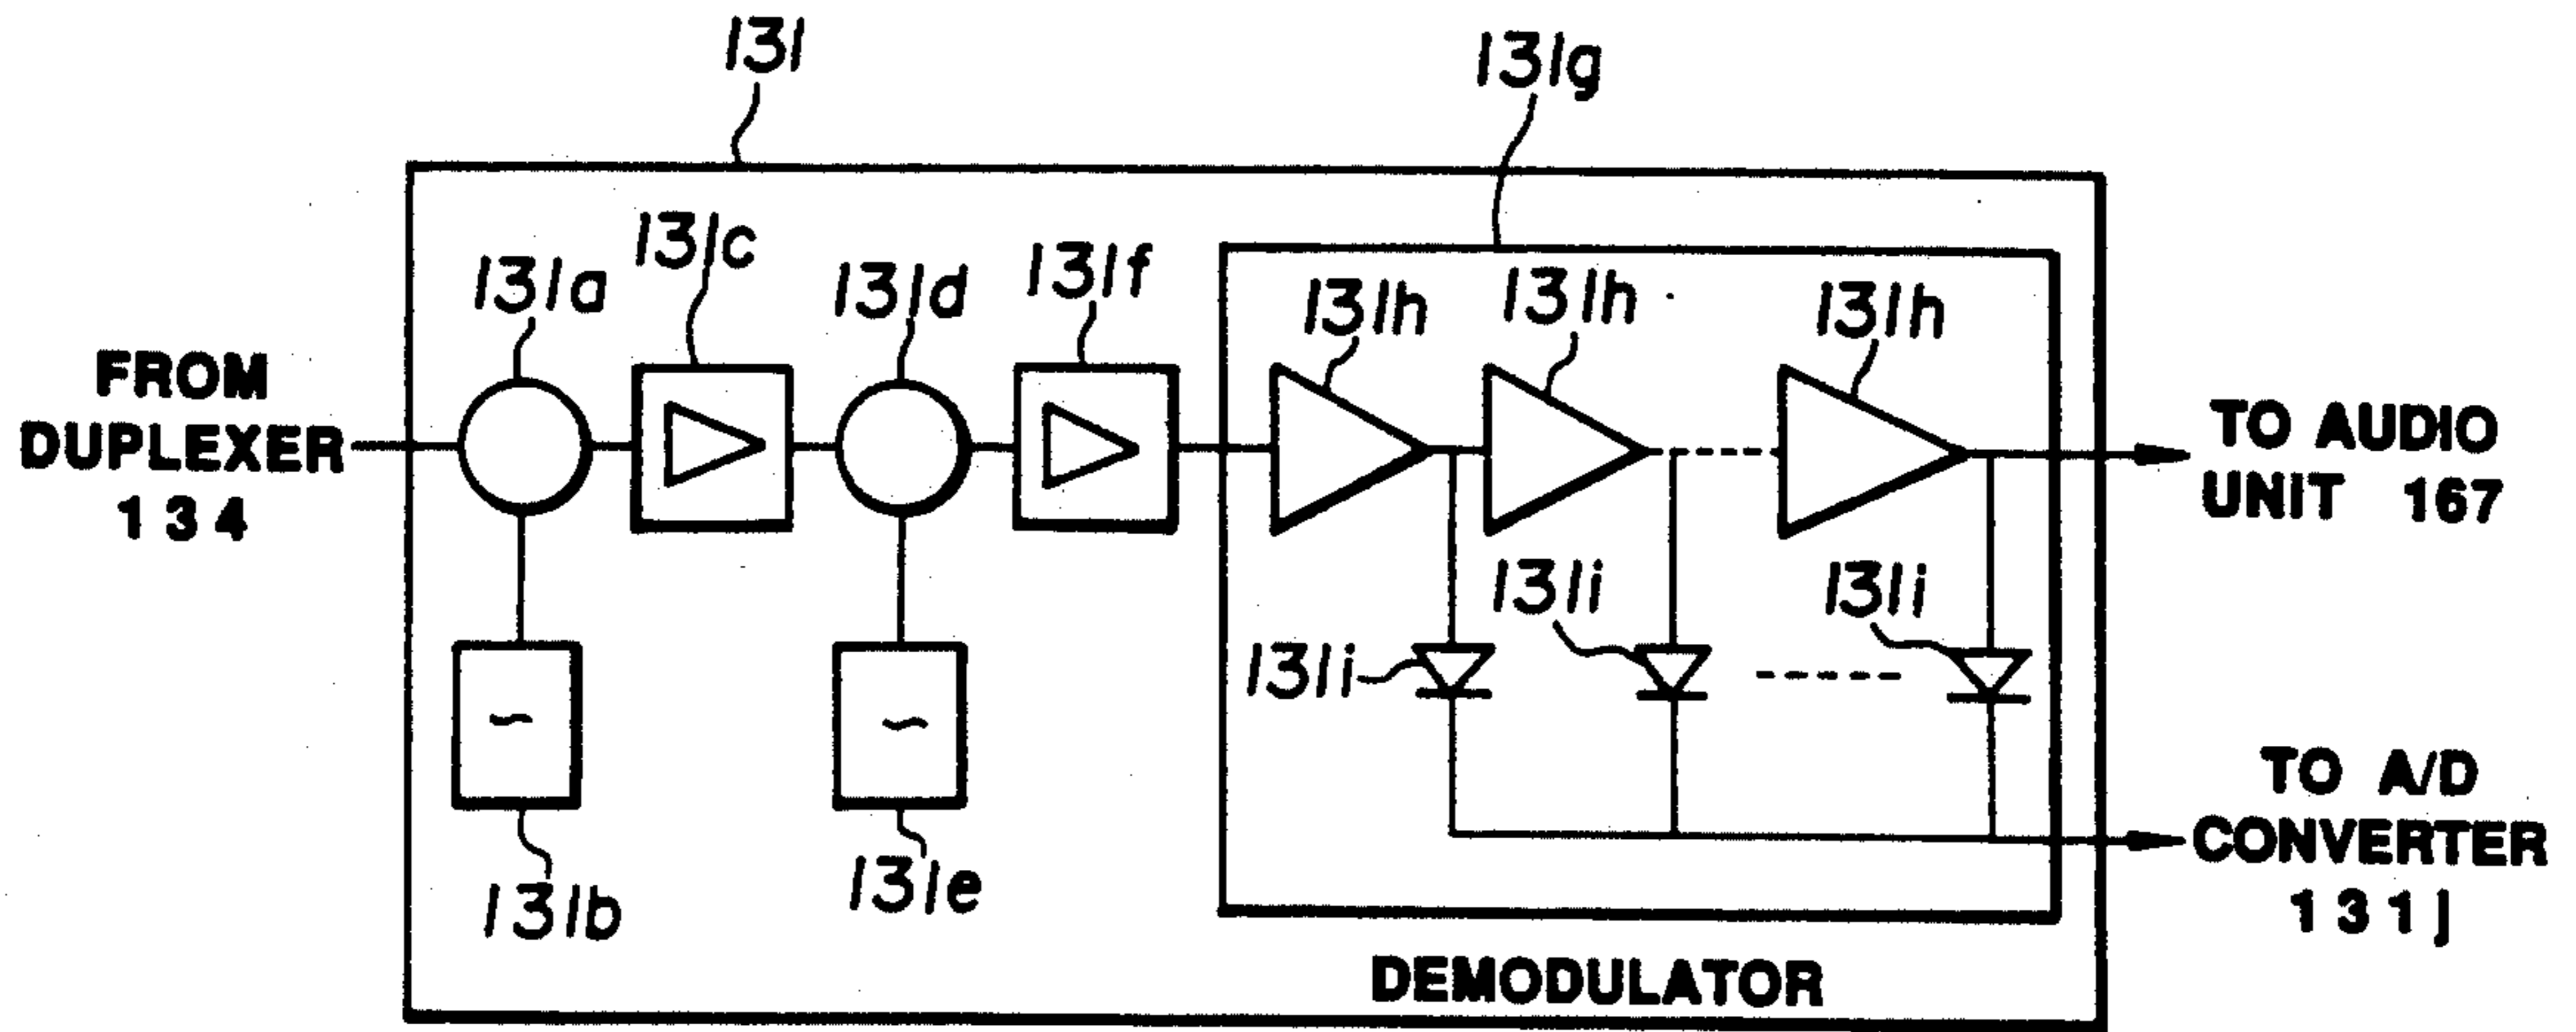 131
131g
131c
131a
131d
131f
131h
131h
131h
FROM
DUPLEXER
134
TO AUDIO
UNIT 167
131i
131i
131i
TO A/D
CONVERTER
131j
131b
131e
DEMODULATOR